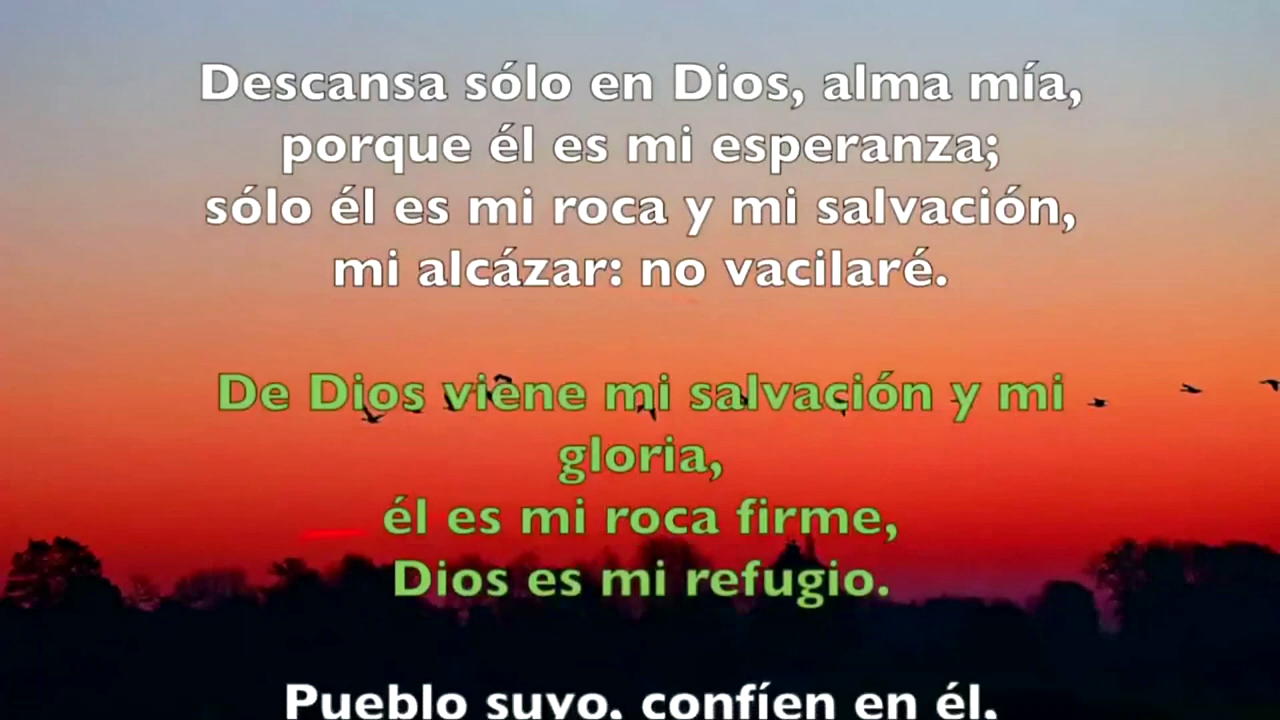 Descansa sólo en Dios, alma mía,
porque él es mi esperanza;
sólo él es mi roca y mi salvación,
mi alcázar: no vacilaré.
De Dios viene mi salvación y mi
gloria,
él es mi roca firme,
Dios es mi refugio.
Pueblo suyo, confíen en él,